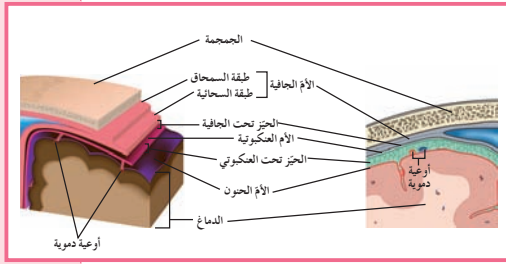 الجمجمة
طبقة السمحاق
الأمّ الجافية
طبقة السحائية
الحيّز تحت الجافية
الأم العنكبوتية
الحيّز تحت العنكبوتي
الأمّ الحنون
الدماغ
أوعية دموية
أوعية
دموية